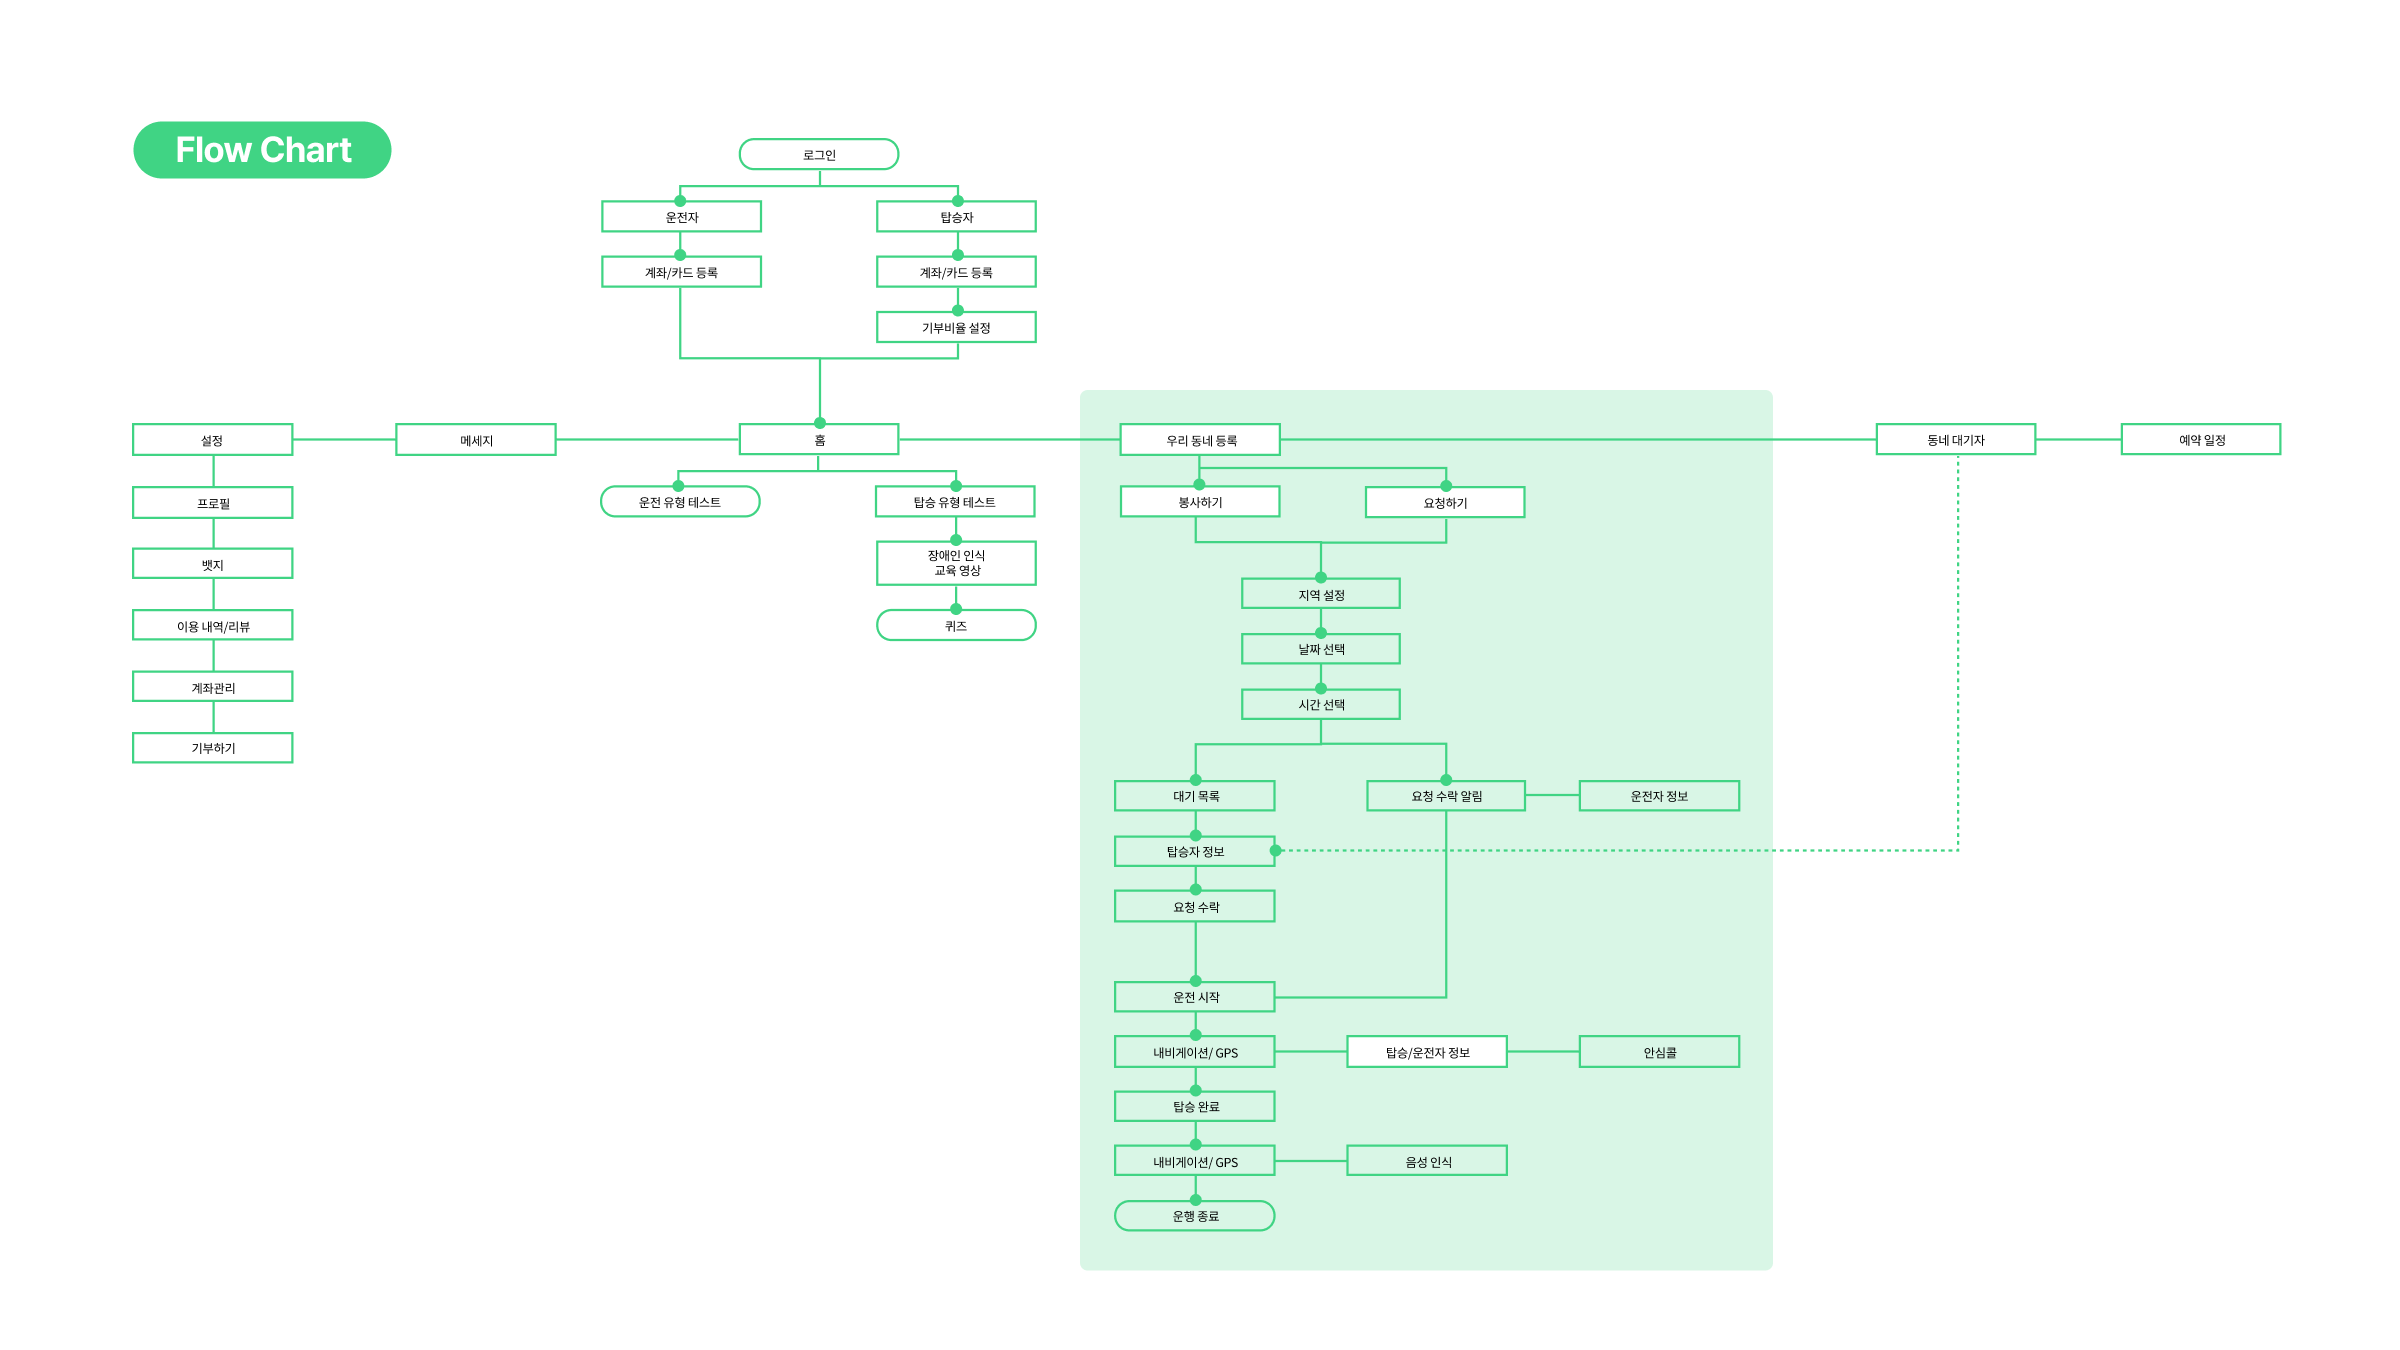 Flow Chart
로그인
운전자
탑승자
계좌/카드 등록
계좌/카드 등록
기부비율 설정
설정
메세지
홈
우리 동네 등록
동네 대기자
예약 일정
프로필
뱃지
이용 내역/리뷰
계좌관리
기부하기
운전 유형 테스트
탑승 유형 테스트
장애인 인식
교육 영상
퀴즈
봉사하기
요청하기
지역 설정
날짜 선택
시간 선택
대기 목록
요청 수락 알림
운전자 정보
탑승자 정보
요청 수락
운전 시작
내비게이션/ GPS
탑승/운전자 정보
안심콜
탑승 완료
내비게이션/ GPS
음성 인식
운행 종료